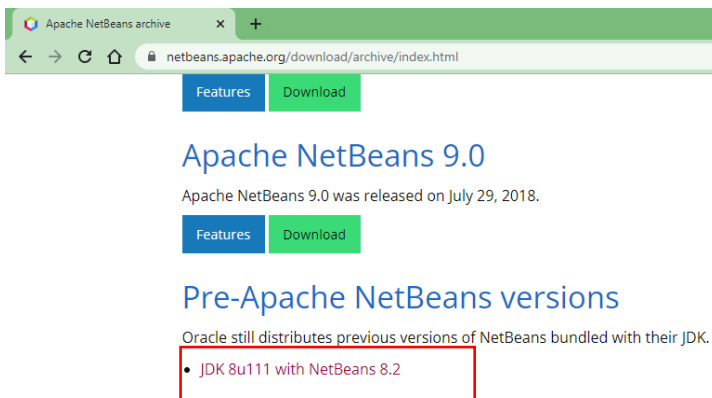 Apache NetBeans archive
netbeans.apache.org/download/archive/index.html
Features Download
Apache NetBeans 9.0
Apache NetBeans 9.0 was released on July 29, 2018.
Features Download
Pre-Apache NetBeans versions
Oracle still distributes previous versions of NetBeans bundled with their JDK.
JDK 8u111 with NetBeans 8.2